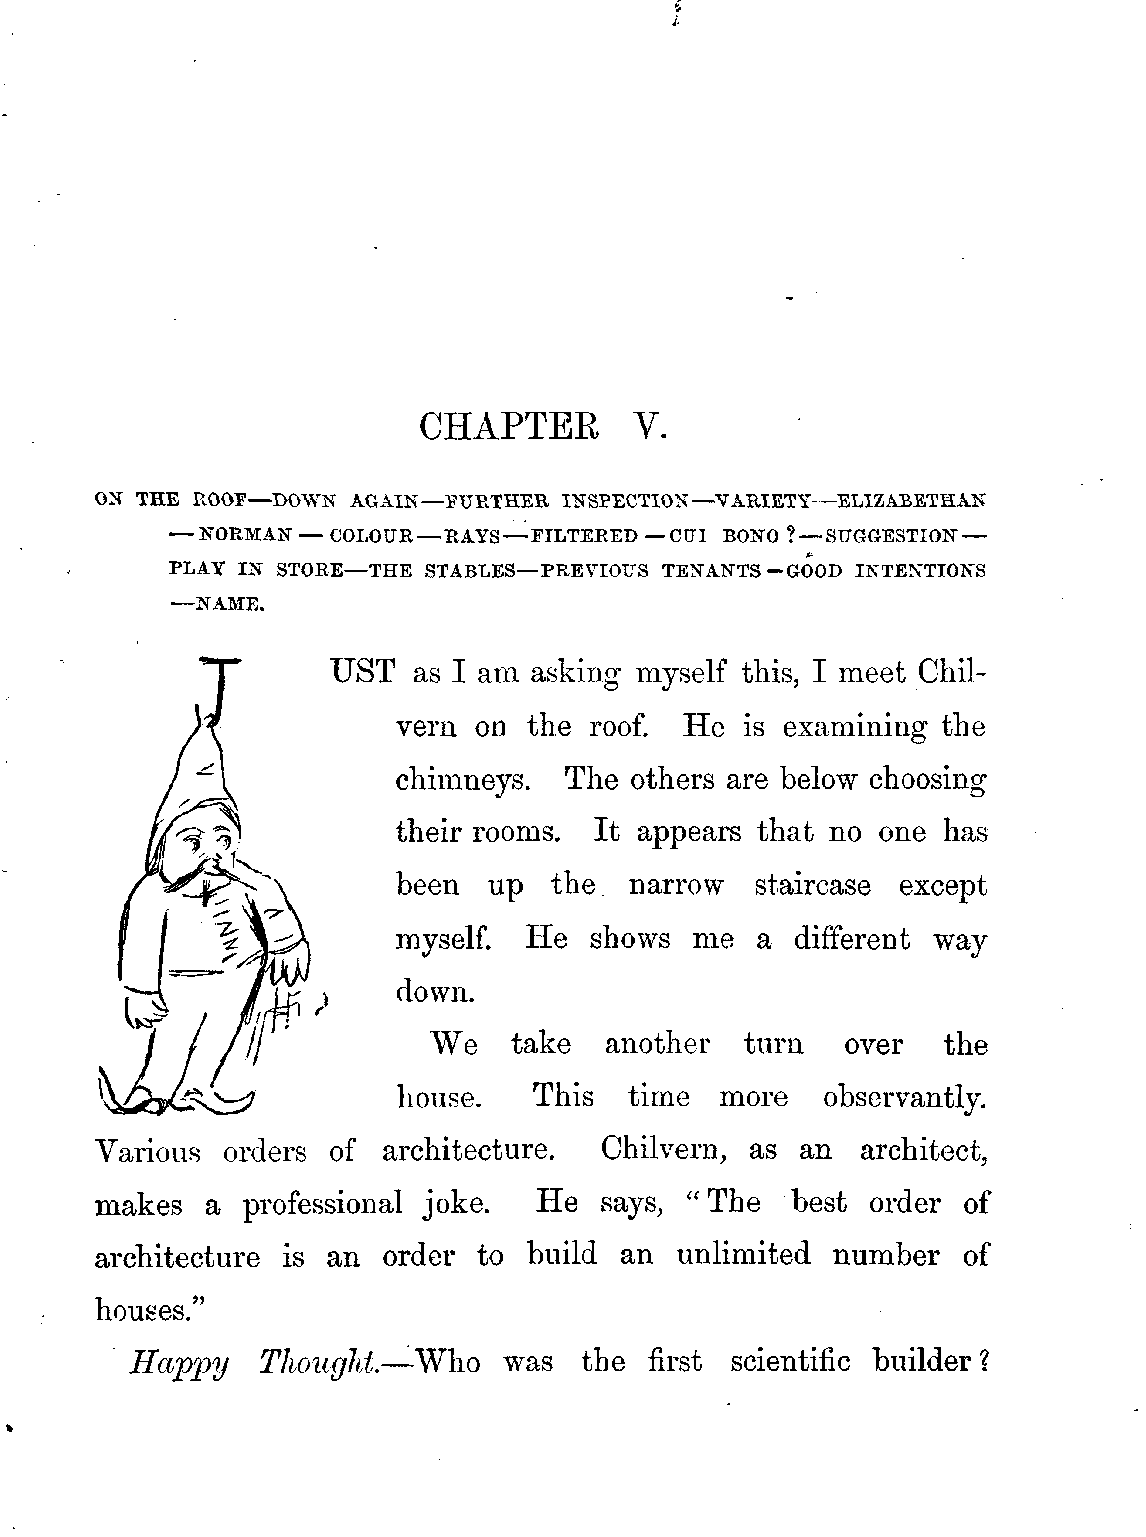 CHAPTER V.
ON THE ROOF—DOWN AGAIN—FURTHER INSPECTION—VARIETY—ELIZABETHAN
—NORMAN—COLOUR—RAYS—FILTERED—CUI BONO?—SUGGESTION—
PLAY IN STORE—THE STABLES—PREVIOUS TENANTS—GOOD INTENTIONS
—NAME.
JUST as I am asking myself this, I meet Chil-
vern on the roof. He is examining the
chimneys. The others are below choosing
their rooms. It appears that no one has
been up the narrow staircase except
myself. He shows me a different way
down.
We take another turn over the
house. This time more observantly.
Various orders of architecture. Chilvern, as an architect,
makes a professional joke. He says, “The best order of
architecture is an order to build an unlimited number of
houses.”
Happy Thought.—Who was the first scientific builder?